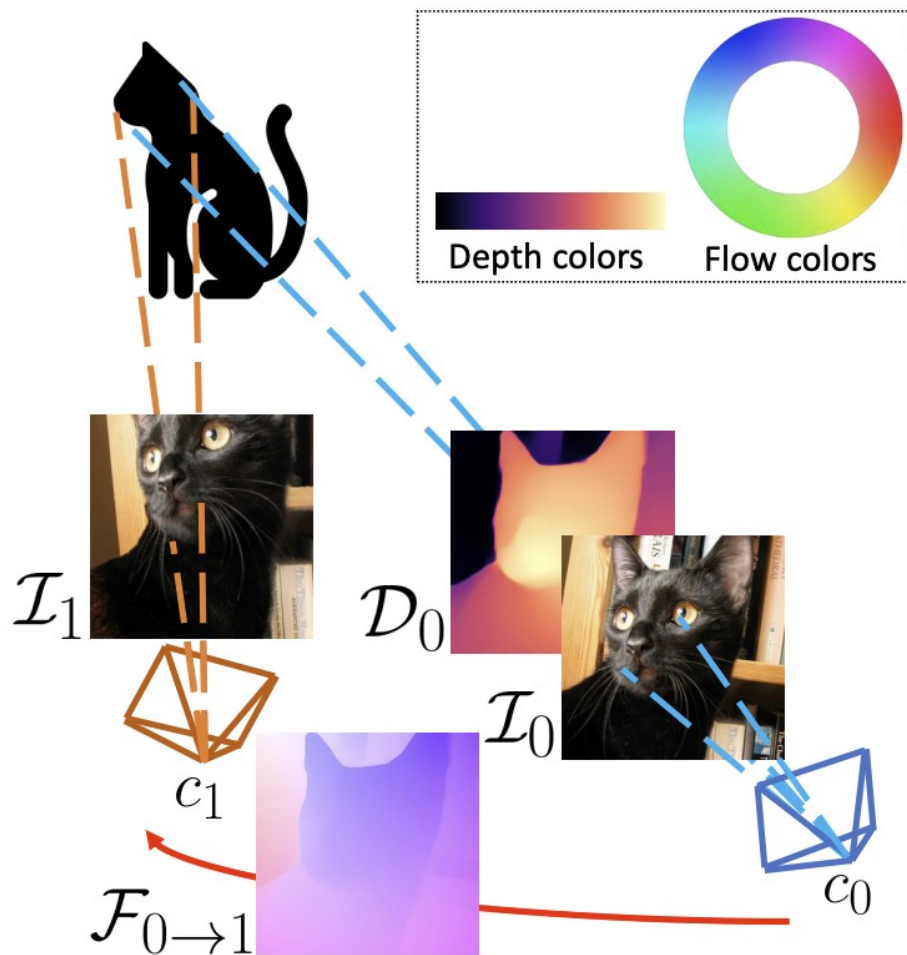 Depth colors
Flow colors
I₁
D₀
I₀
c₁
c₀
F₀→₁